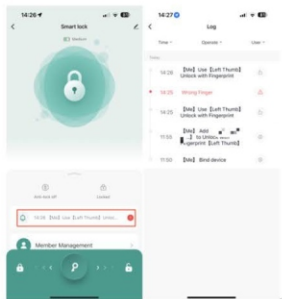 14:26
Smart lock
Medium
Anti-lock off
Locked
14:26 [Me] Use [Left Thumb] Unlo...
Member Management
14:27
Log
Time
Operate
User
Today
14:26 [Me] Use [Left Thumb]
Unlock with Fingerprint
14:25 Wrong Finger
14:25 [Me] Use [Left Thumb]
Unlock with Fingerprint
11:55 [Me] Add
to Unlock
Fingerprint [Left Thumb]
11:50 [Me] Bind device